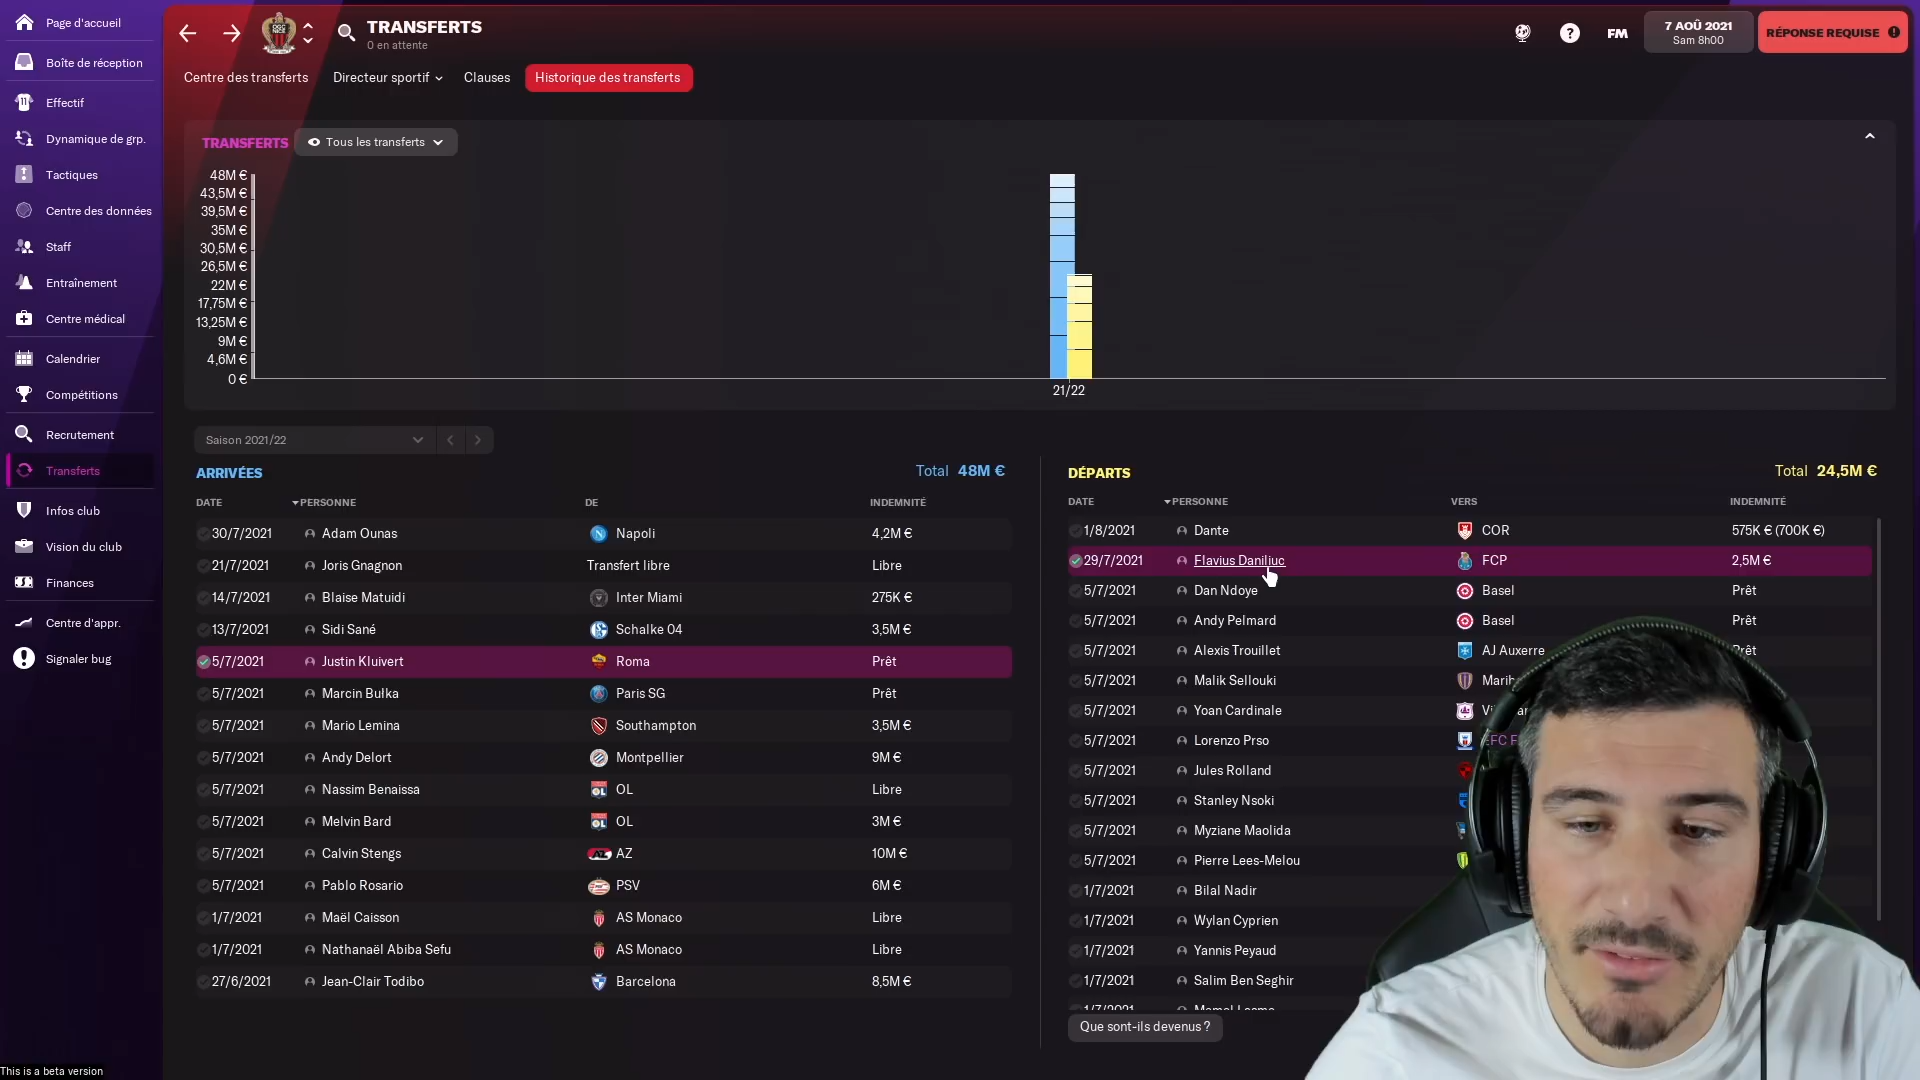 Page d'accueil
Boîte de réception
Effectif
Dynamique de grp.
Tactiques
Centre des données
Staff
Entraînement
Centre médical
Calendrier
Compétitions
Recrutement
Transferts
Infos club
Vision du club
Finances
Centre d'appr.
Signaler bug
This is a beta version
TRANSFERTS
0 en attente
FM
7 AOÛ 2021
Sam 8h00
RÉPONSE REQUISE
Centre des transferts Directeur sportif Clauses Historique des transferts
TRANSFERTS Tous les transferts
48M €
43,5M €
39,5M €
35M €
30,5M €
26,5M €
22M €
17,75M €
13,25M €
9M €
4,6M €
0 €
21/22
Saison 2021/22
ARRIVÉES Total 48M €
DATE PERSONNE DE INDEMNITÉ
30/7/2021 Adam Ounas Napoli 4,2M €
21/7/2021 Joris Gnagnon Transfert libre Libre
14/7/2021 Blaise Matuidi Inter Miami 275K €
13/7/2021 Sidi Sané Schalke 04 3,5M €
5/7/2021 Justin Kluivert Roma Prêt
5/7/2021 Marcin Bułka Paris SG Prêt
5/7/2021 Mario Lemina Southampton 3,5M €
5/7/2021 Andy Delort Montpellier 9M €
5/7/2021 Nassim Benaissa OL Libre
5/7/2021 Melvin Bard OL 3M €
5/7/2021 Calvin Stengs AZ 10M €
5/7/2021 Pablo Rosario PSV 6M €
1/7/2021 Maël Caisson AS Monaco Libre
1/7/2021 Nathanaël Abiba Sefu AS Monaco Libre
27/6/2021 Jean-Clair Todibo Barcelona 8,5M €
DÉPARTS Total 24,5M €
DATE PERSONNE VERS INDEMNITÉ
1/8/2021 Dante COR 575K € (700K €)
29/7/2021 Flavius Daniliuc FCP 2,5M €
5/7/2021 Dan Ndoye Basel Prêt
5/7/2021 Andy Pelmard Basel Prêt
5/7/2021 Alexis Trouillet AJ Auxerre Prêt
5/7/2021 Malik Sellouki
5/7/2021 Yoan Cardinale
5/7/2021 Lorenzo Prso
5/7/2021 Jules Rolland
5/7/2021 Stanley Nsoki
5/7/2021 Myziane Maolida
5/7/2021 Pierre Lees-Melou
1/7/2021 Bilal Nadir
1/7/2021 Wylan Cyprien
1/7/2021 Yannis Peyaud
1/7/2021 Salim Ben Seghir
Que sont-ils devenus ?